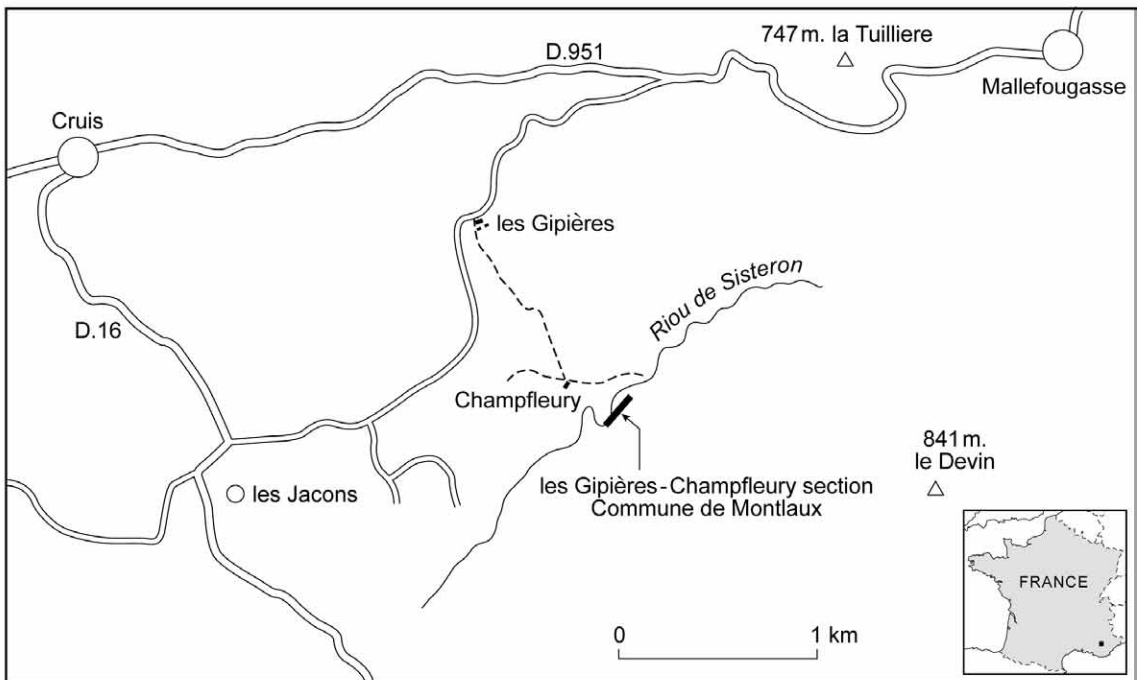 747 m. la Tuilliere
D.951
Mallefougasse
Cruis
les Gipières
Riou de Sisteron
D.16
Champfleury
841 m.
le Devin
les Gipières-Champfleury section
Commune de Montlaux
les Jacons
FRANCE
0 1 km